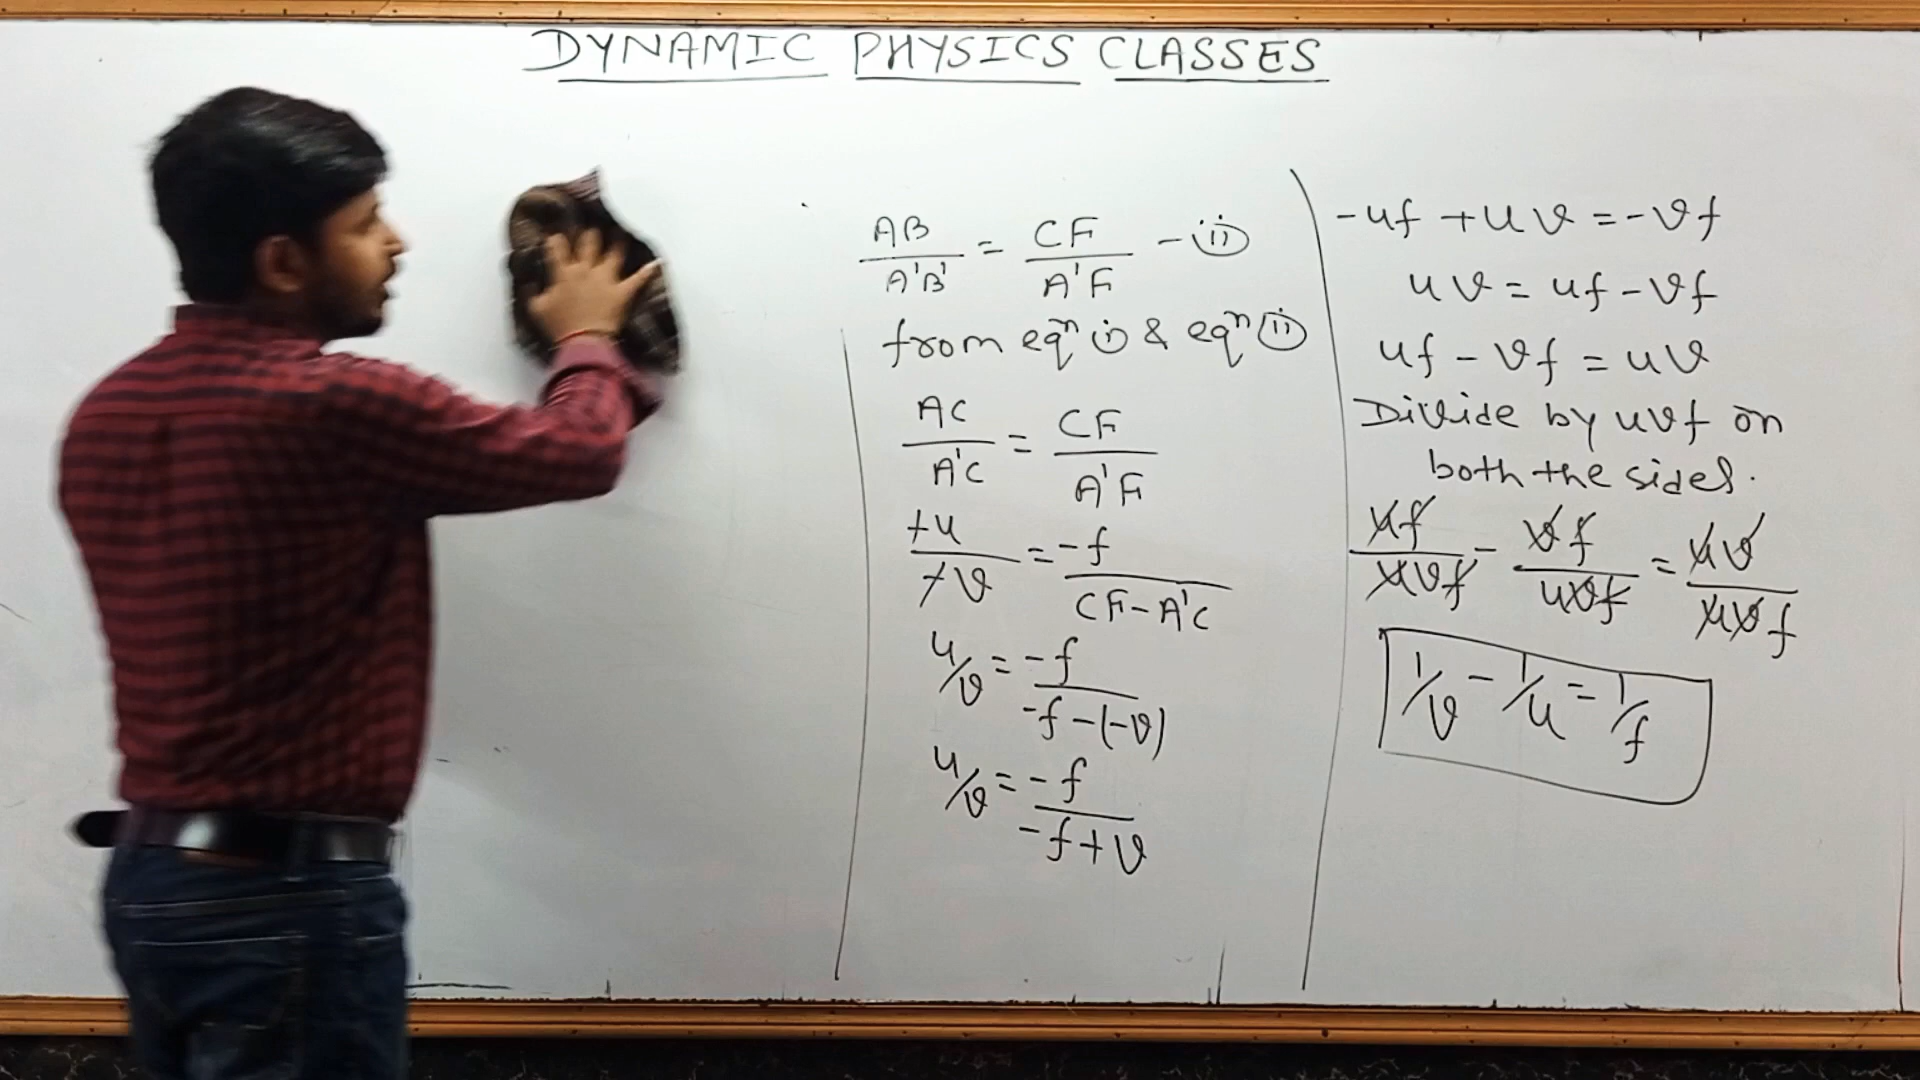 DYNAMIC PHYSICS CLASSES
AB/A'B' = CF/A'F - (ii)
from eqⁿ (i) & eqⁿ (ii)
AC/A'C = CF/A'F
+u/+v = -f/CF-A'C
u/v = -f/-f-(-v)
u/v = -f/-f+v
-uf + uv = -vf
uv = uf - vf
uf - vf = uv
Divide by uvf on
both the sides.
uf/uvf - vf/uvf = uv/uvf
1/v - 1/u = 1/f